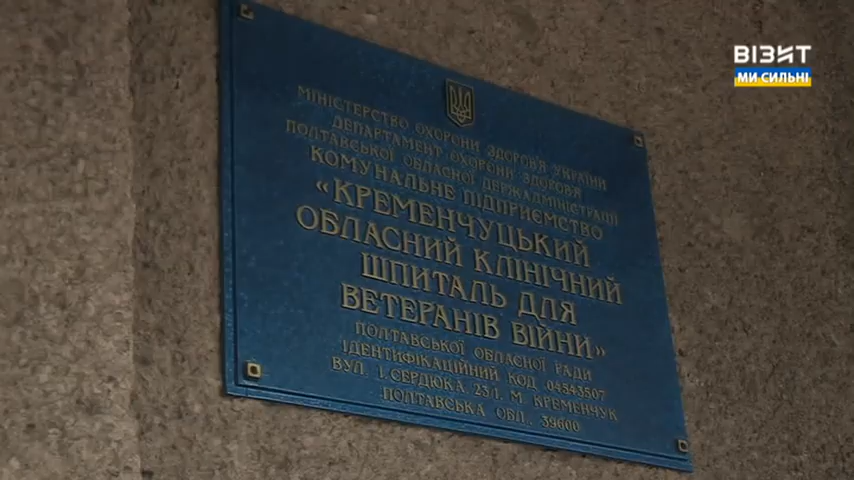 ВІЗИТ
МИ СИЛЬНІ
МІНІСТЕРСТВО ОХОРОНИ ЗДОРОВ'Я УКРАЇНИ
ДЕПАРТАМЕНТ ОХОРОНИ ЗДОРОВ'Я
ПОЛТАВСЬКОЇ ОБЛАСНОЇ ДЕРЖАДМІНІСТРАЦІЇ
КОМУНАЛЬНЕ ПІДПРИЄМСТВО
«КРЕМЕНЧУЦЬКИЙ
ОБЛАСНИЙ КЛІНІЧНИЙ
ШПИТАЛЬ ДЛЯ
ВЕТЕРАНІВ ВІЙНИ»
ПОЛТАВСЬКОЇ ОБЛАСНОЇ РАДИ
ІДЕНТИФІКАЦІЙНИЙ КОД 04543507
ВУЛ. І.СЕРДЮКА 23/1, М. КРЕМЕНЧУК
ПОЛТАВСЬКА ОБЛ., 39600